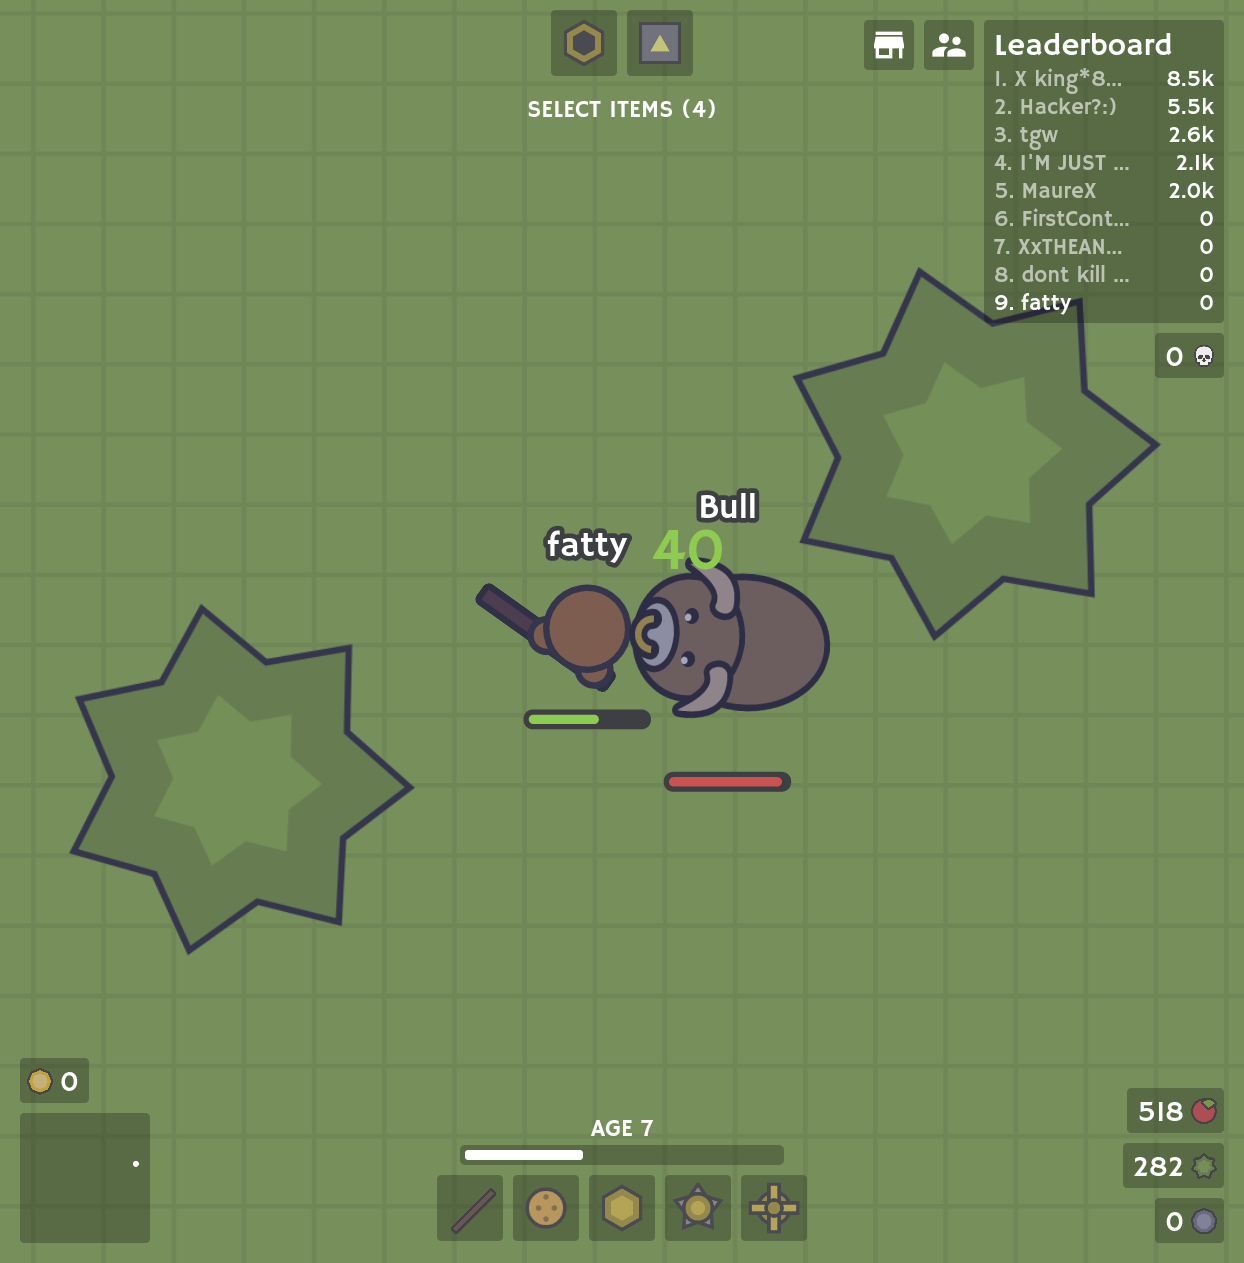 SELECT ITEMS (4)
Leaderboard
1. X king*8... 8.5k
2. Hacker?:) 5.5k
3. tgw 2.6k
4. I'M JUST ... 2.1k
5. MaureX 2.0k
6. FirstCont... 0
7. XxTHEAN... 0
8. dont kill ... 0
9. fatty 0
0
Bull
40
fatty
0
AGE 7
518
282
0